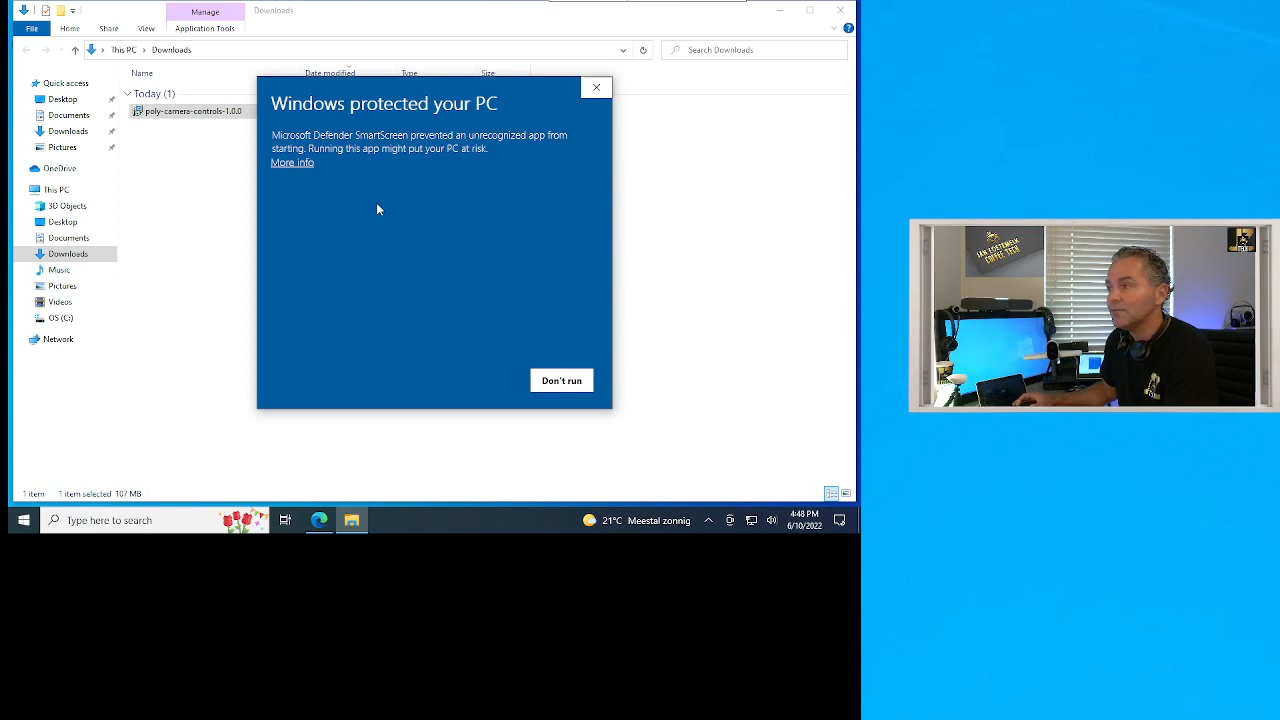 Manage
Downloads
File
Home
Share
View
Application Tools
This PC
Downloads
Search Downloads
Name
Date modified
Type
Size
Quick access
Desktop
Documents
Downloads
Pictures
OneDrive
This PC
3D Objects
Desktop
Documents
Downloads
Music
Pictures
Videos
OS (C:)
Network
Today (1)
poly-camera-controls-1.0.0
Windows protected your PC
Microsoft Defender SmartScreen prevented an unrecognized app from
starting. Running this app might put your PC at risk.
More info
Don't run
1 item
1 item selected 107 MB
Type here to search
21°C Meestal zonnig
4:48 PM
6/10/2022
COFFEE TECH
TECH